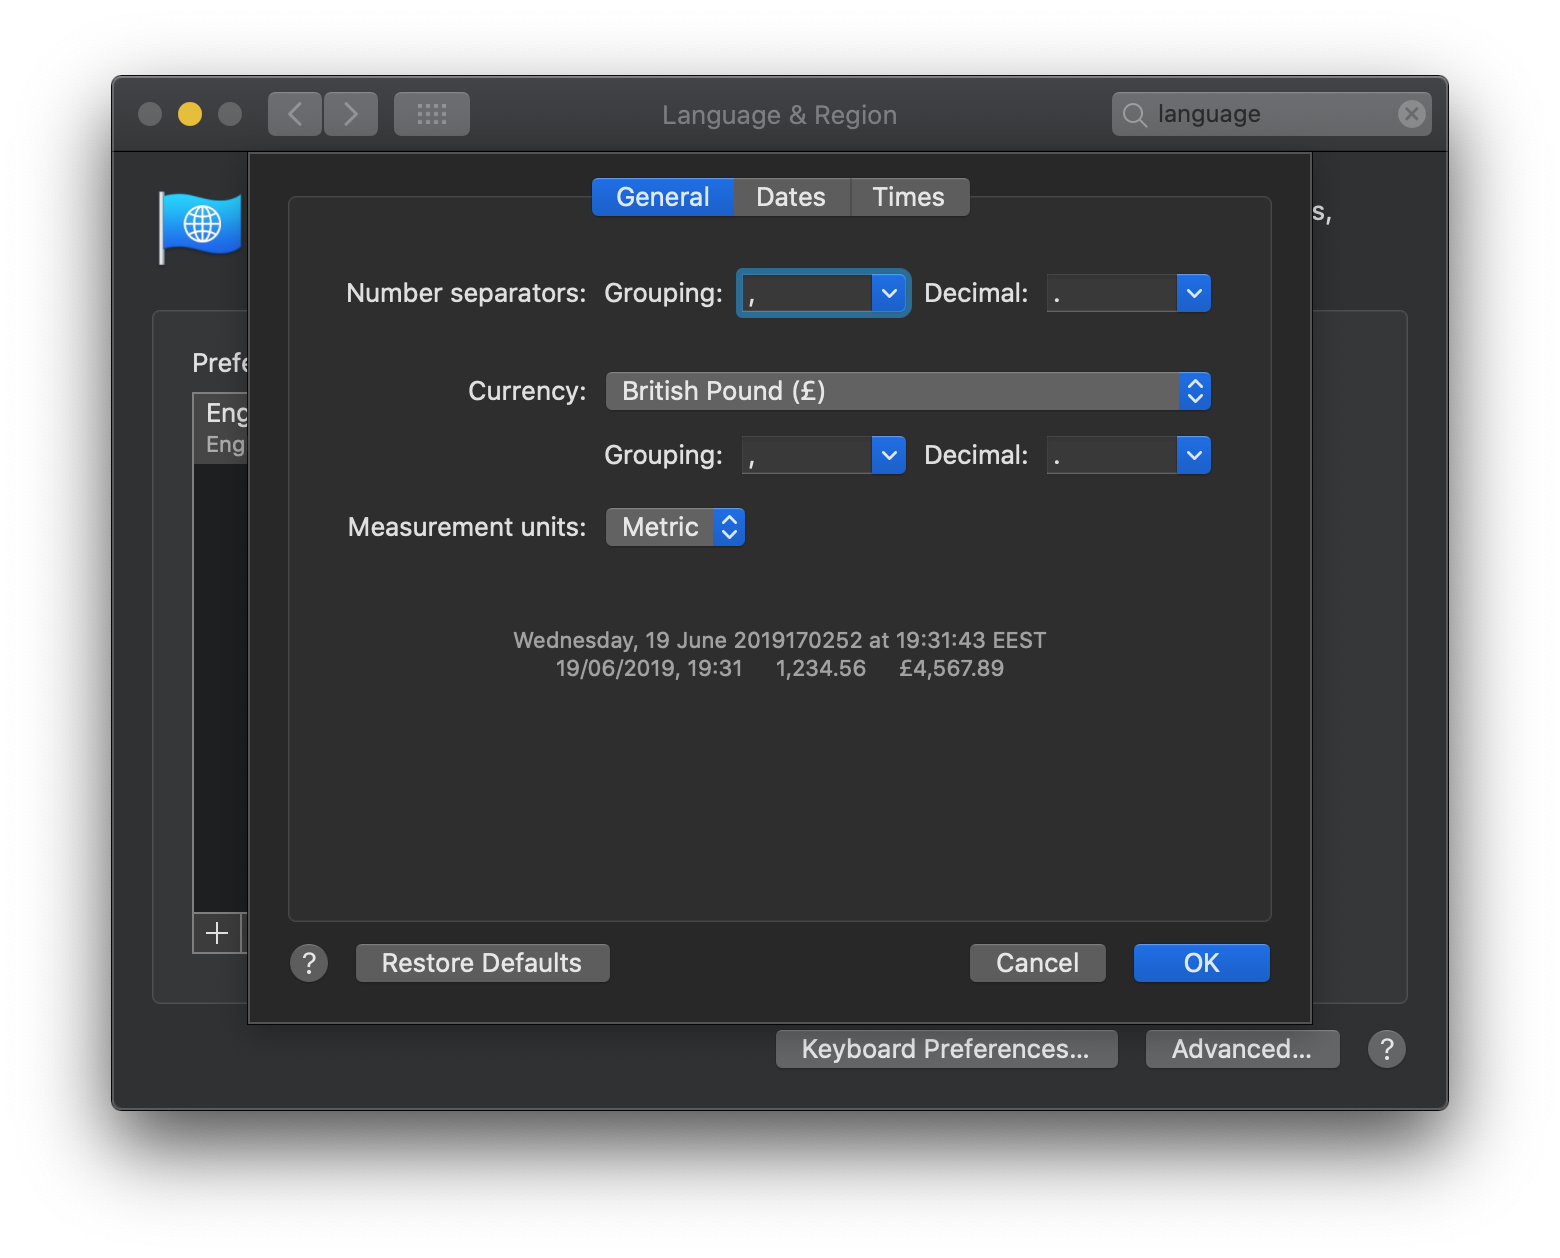 Language & Region
language
s,
General Dates Times
Number separators: Grouping: , Decimal: .
Prefe
Currency: British Pound (£)
Eng
Eng
Grouping: , Decimal: .
Measurement units: Metric
Wednesday, 19 June 2019170252 at 19:31:43 EEST
19/06/2019, 19:31 1,234.56 £4,567.89
? Restore Defaults Cancel OK
Keyboard Preferences... Advanced... ?